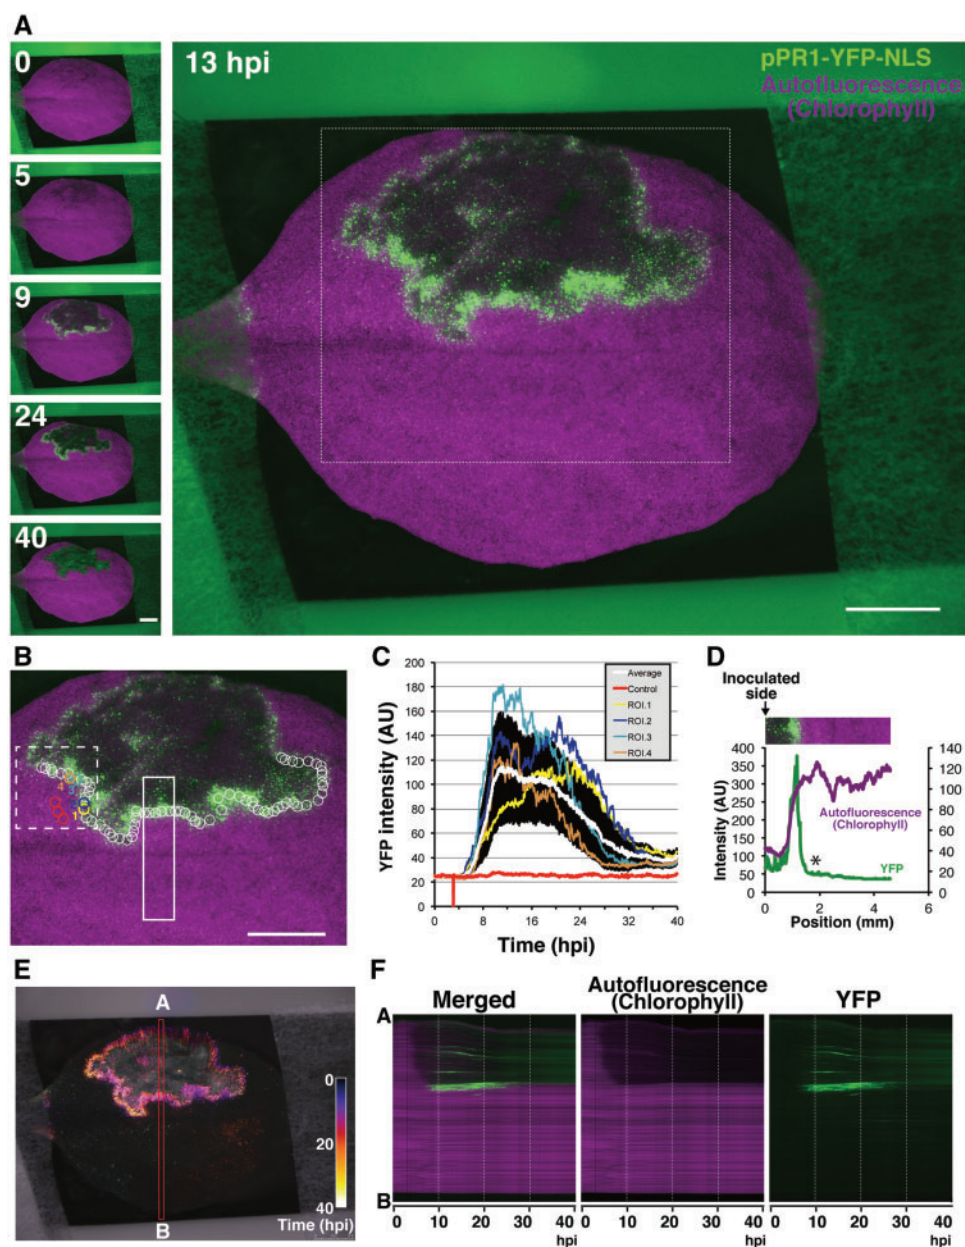 A
0
13 hpi
pPR1-YFP-NLS
Autofluorescence
(Chlorophyll)
5
9
24
40
B
4
3
2
1
C
200
180
160
140
120
100
80
60
40
20
0
YFP intensity (AU)
0 8 16 24 32 40
Time (hpi)
Average
Control
ROI.1
ROI.2
ROI.3
ROI.4
D
Inoculated
side
400
350
300
250
200
150
100
50
0
Intensity (AU)
140
120
100
80
60
40
20
0
Autofluorescence
(Chlorophyll)
*
YFP
0 2 4 6
Position (mm)
E
A
B
0
20
40
Time (hpi)
F
Merged
Autofluorescence
(Chlorophyll)
YFP
A
B
0 10 20 30 40
hpi
0 10 20 30 40
hpi
0 10 20 30 40
hpi